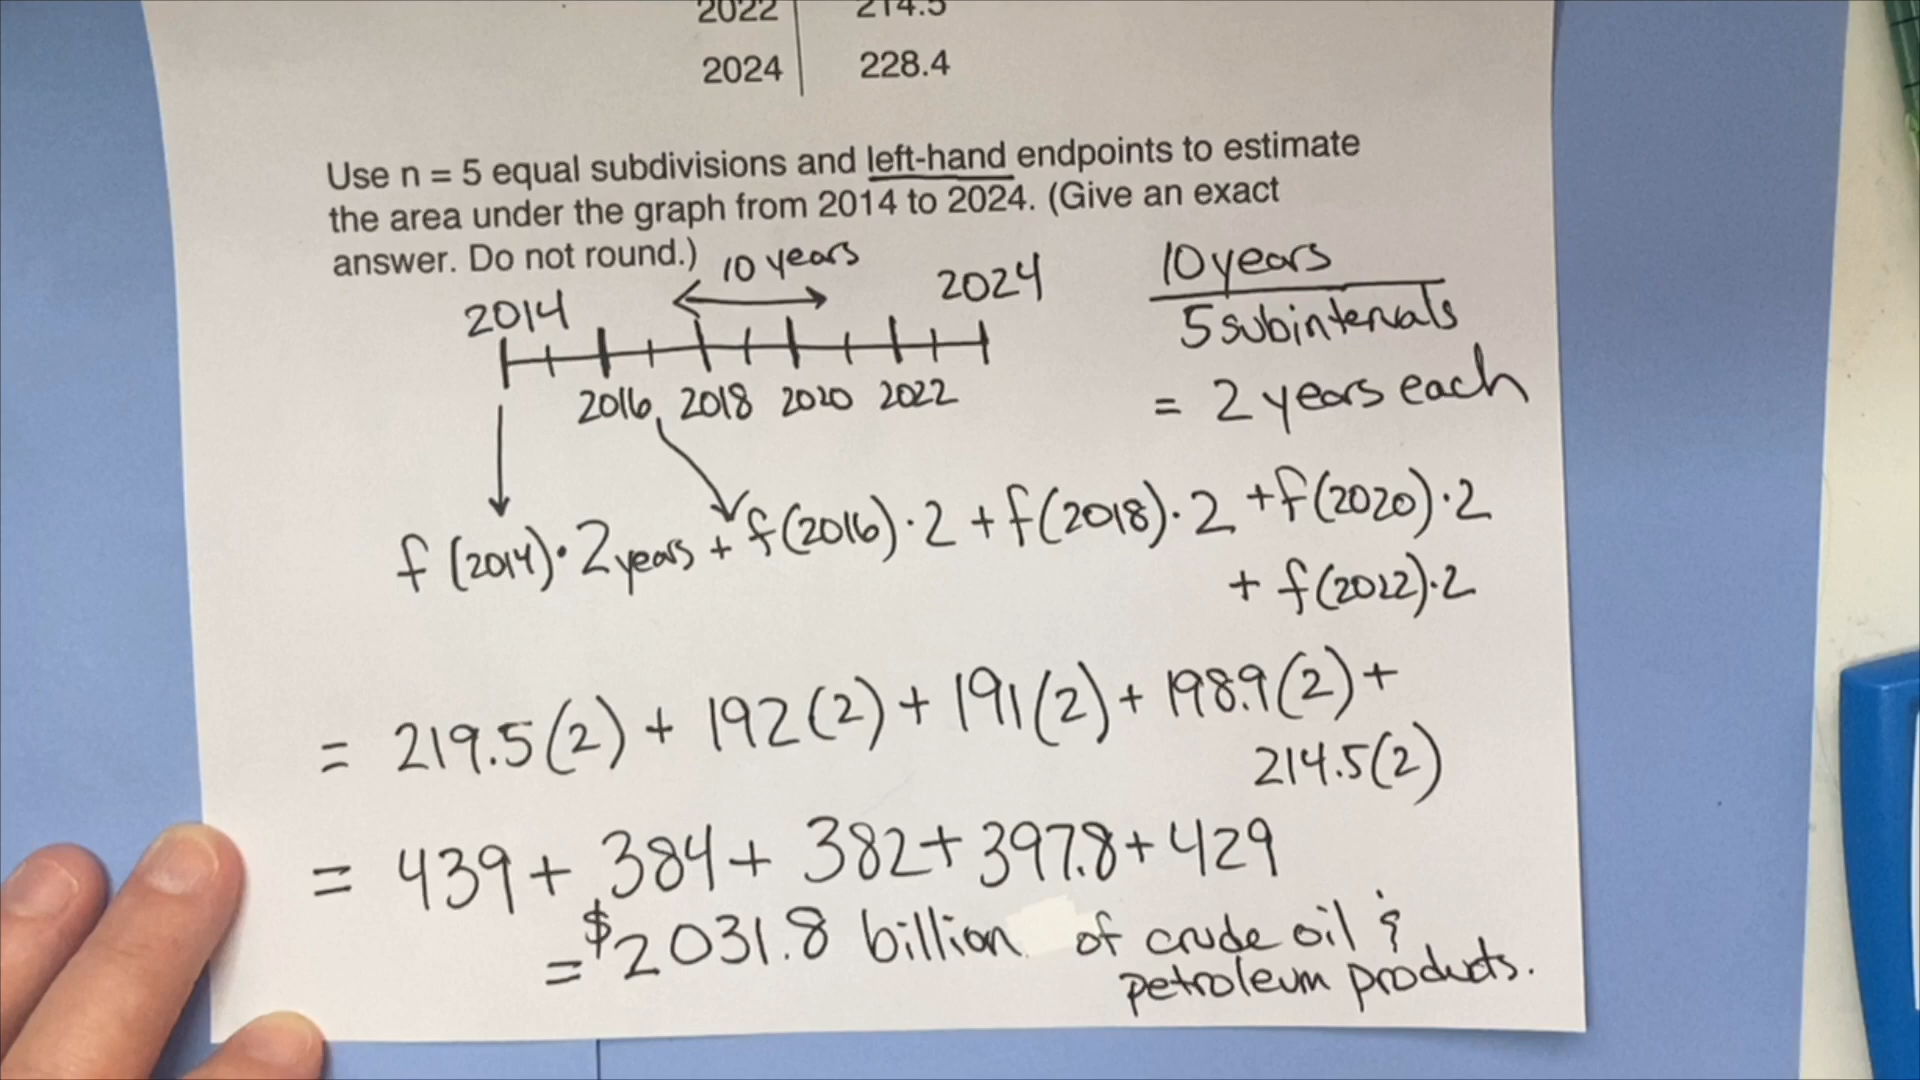 2022 214.5
2024 228.4
Use n = 5 equal subdivisions and left-hand endpoints to estimate
the area under the graph from 2014 to 2024. (Give an exact
answer. Do not round.)
10 years
2014
2024
2016 2018 2020 2022
10 years
5 subintervals
= 2 years each
f (2014) · 2 years + f(2016) · 2 + f(2018) · 2 + f(2020) · 2
+ f(2022) · 2
= 219.5(2) + 192(2) + 191(2) + 198.9(2) +
214.5(2)
= 439 + 384 + 382 + 397.8 + 429
= $2031.8 billion of crude oil &
petroleum products.